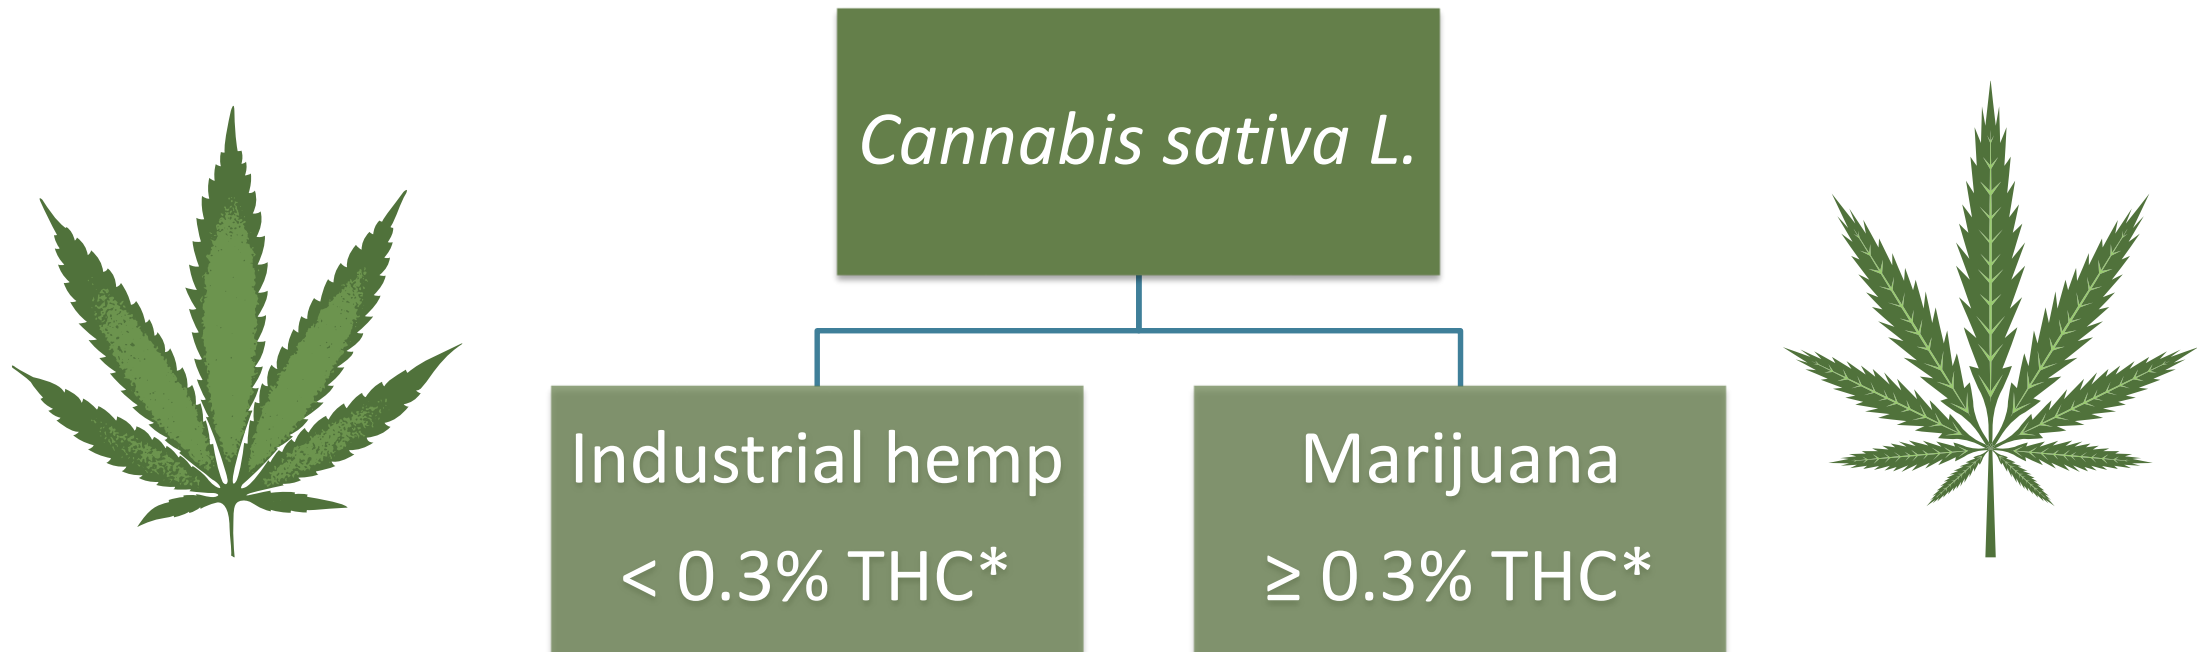 Cannabis sativa L.
Industrial hemp
< 0.3% THC*
Marijuana
≥ 0.3% THC*